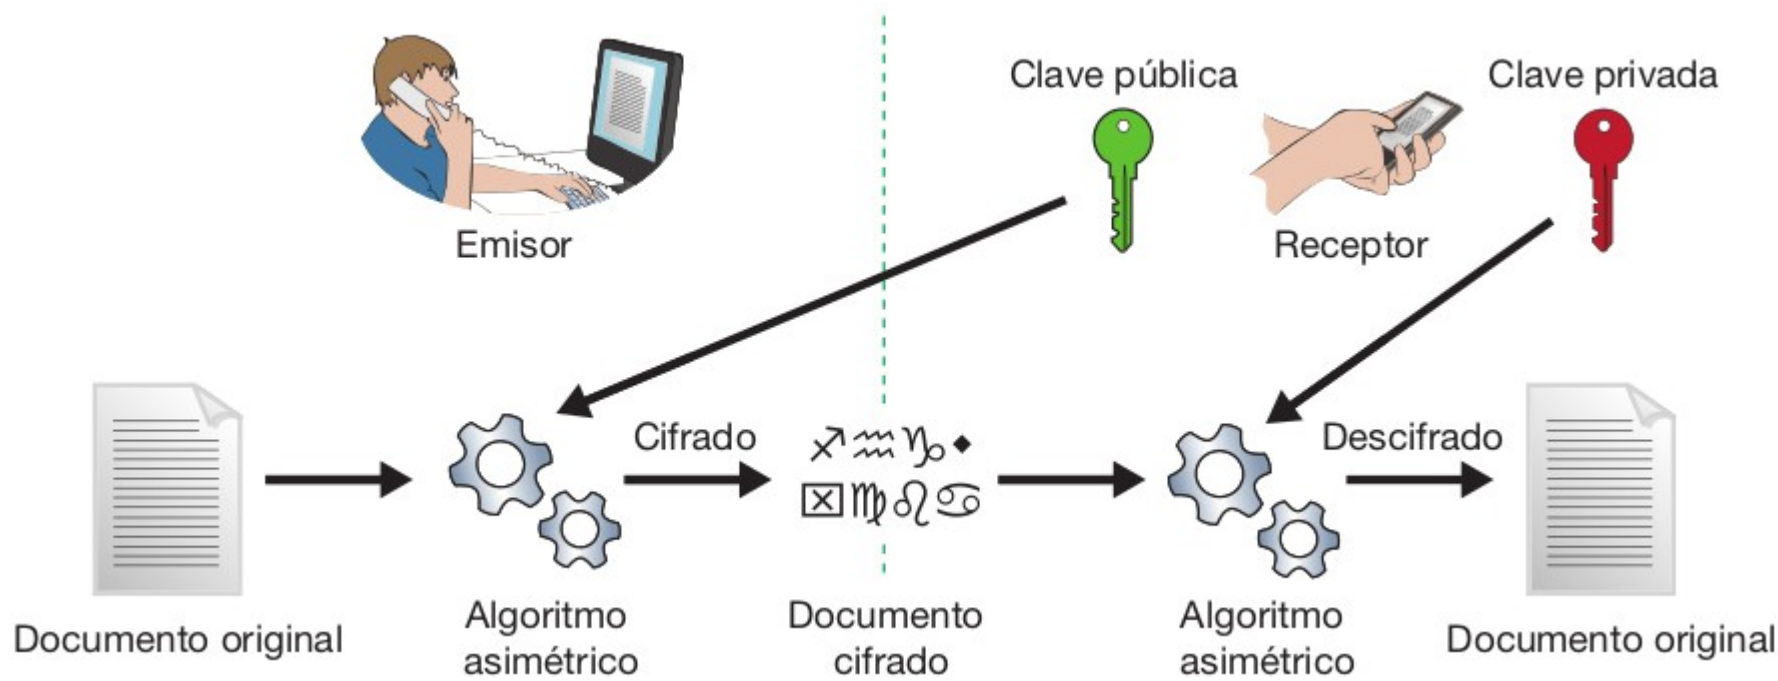 Clave pública
Clave privada
Emisor
Receptor
Cifrado
Descifrado
Documento original
Algoritmo
asimétrico
Documento
cifrado
Algoritmo
asimétrico
Documento original